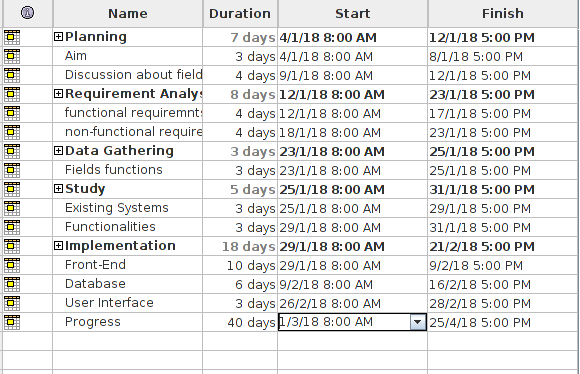 Name Duration Start Finish
Planning 7 days 4/1/18 8:00 AM 12/1/18 5:00 PM
Aim 3 days 4/1/18 8:00 AM 8/1/18 5:00 PM
Discussion about field 4 days 9/1/18 8:00 AM 12/1/18 5:00 PM
Requirement Analys 8 days 12/1/18 8:00 AM 23/1/18 5:00 PM
functional requiremnt 4 days 12/1/18 8:00 AM 17/1/18 5:00 PM
non-functional require 4 days 18/1/18 8:00 AM 23/1/18 5:00 PM
Data Gathering 3 days 23/1/18 8:00 AM 25/1/18 5:00 PM
Fields functions 3 days 23/1/18 8:00 AM 25/1/18 5:00 PM
Study 5 days 25/1/18 8:00 AM 31/1/18 5:00 PM
Existing Systems 3 days 25/1/18 8:00 AM 29/1/18 5:00 PM
Functionalities 3 days 29/1/18 8:00 AM 31/1/18 5:00 PM
Implementation 18 days 29/1/18 8:00 AM 21/2/18 5:00 PM
Front-End 10 days 29/1/18 8:00 AM 9/2/18 5:00 PM
Database 6 days 9/2/18 8:00 AM 16/2/18 5:00 PM
User Interface 3 days 26/2/18 8:00 AM 28/2/18 5:00 PM
Progress 40 days 1/3/18 8:00 AM 25/4/18 5:00 PM